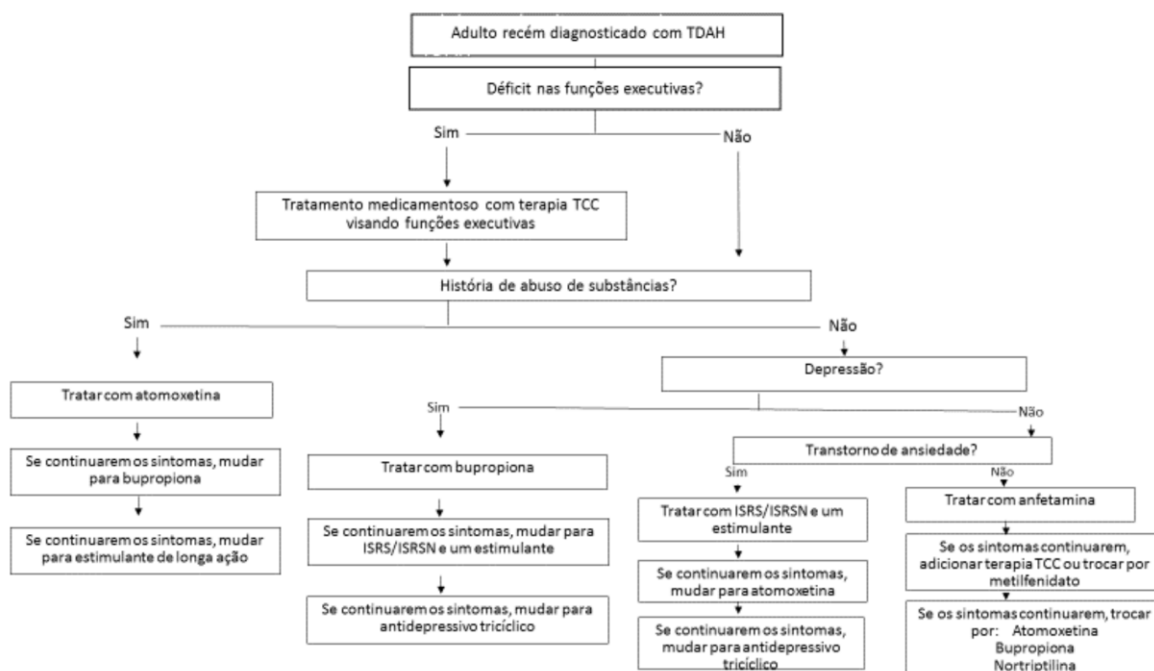 Adulto recém diagnosticado com TDAH
Déficit nas funções executivas?
Sim
Não
Tratamento medicamentoso com terapia TCC
visando funções executivas
História de abuso de substâncias?
Sim
Não
Tratar com atomoxetina
Se continuarem os sintomas, mudar
para bupropiona
Se continuarem os sintomas, mudar
para estimulante de longa ação
Depressão?
Sim
Não
Tratar com bupropiona
Se continuarem os sintomas, mudar para
ISRS/ISRSN e um estimulante
Se continuarem os sintomas, mudar para
antidepressivo tricíclico
Transtorno de ansiedade?
Sim
Não
Tratar com ISRS/ISRSN e um
estimulante
Se continuarem os sintomas,
mudar para atomoxetina
Se continuarem os sintomas,
mudar para antidepressivo
tricíclico
Tratar com anfetamina
Se os sintomas continuarem,
adicionar terapia TCC ou trocar por
metilfenidato
Se os sintomas continuarem, trocar
por: Atomoxetina
Bupropiona
Nortriptilina